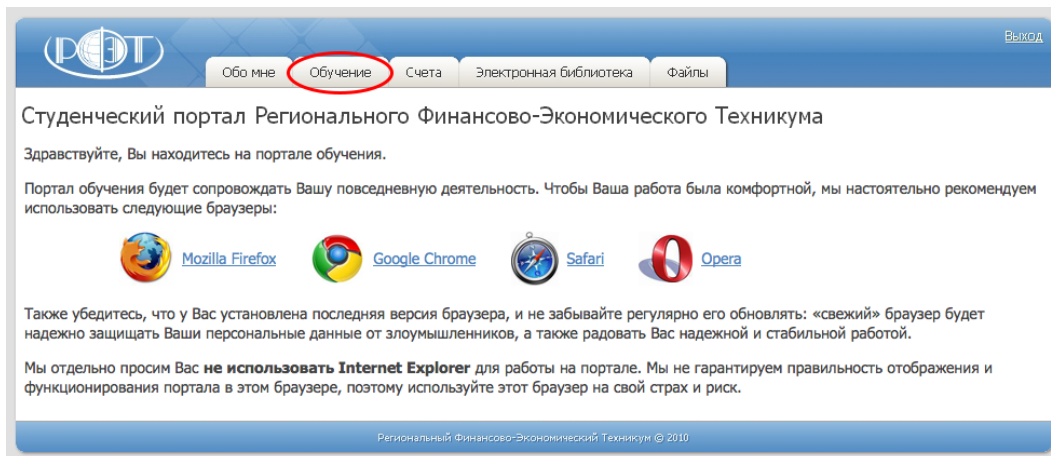 Выход
РФЭТ
Обо мне Обучение Счета Электронная библиотека Файлы
Студенческий портал Регионального Финансово-Экономического Техникума
Здравствуйте, Вы находитесь на портале обучения.
Портал обучения будет сопровождать Вашу повседневную деятельность. Чтобы Ваша работа была комфортной, мы настоятельно рекомендуем
использовать следующие браузеры:
Mozilla Firefox Google Chrome Safari Opera
Также убедитесь, что у Вас установлена последняя версия браузера, и не забывайте регулярно его обновлять: «свежий» браузер будет
надежно защищать Ваши персональные данные от злоумышленников, а также радовать Вас надежной и стабильной работой.
Мы отдельно просим Вас не использовать Internet Explorer для работы на портале. Мы не гарантируем правильность отображения и
функционирования портала в этом браузере, поэтому используйте этот браузер на свой страх и риск.
Региональный Финансово-Экономический Техникум © 2010